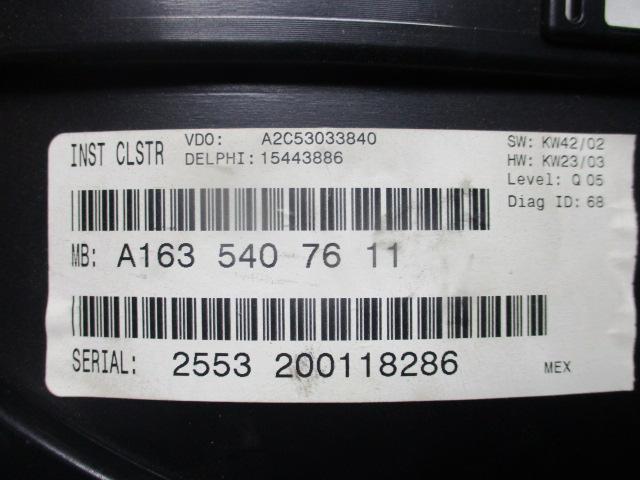 INST CLSTR VDO: A2C53033840
DELPHI: 15443886
SW: KW42/02
HW: KW23/03
Level: Q 05
Diag ID: 68
MB: A163 540 76 11
SERIAL: 2553 200118286 MEX